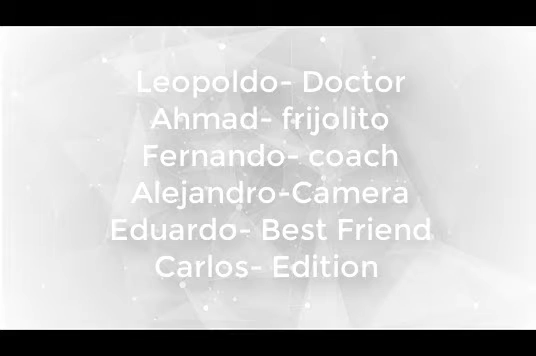 Leopoldo- Doctor
Ahmad- frijolito
Fernando- coach
Alejandro-Camera
Eduardo- Best Friend
Carlos- Edition